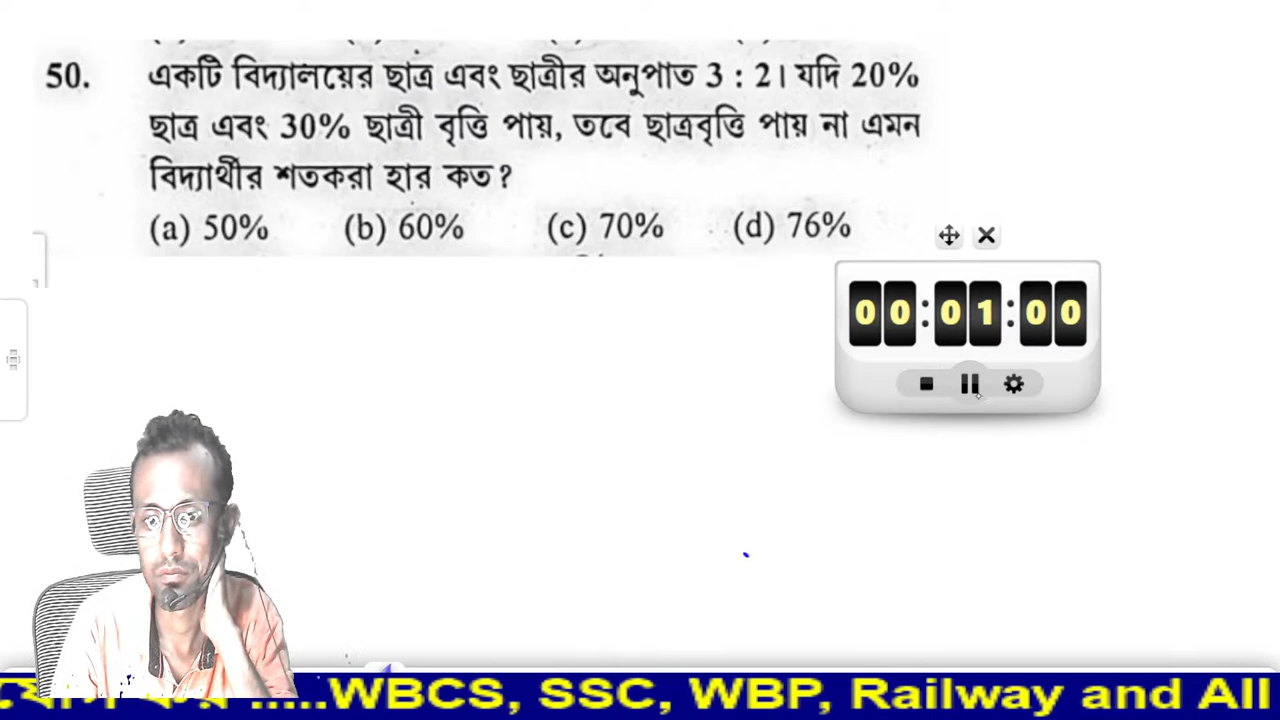 50. একটি বিদ্যালয়ের ছাত্র এবং ছাত্রীর অনুপাত 3 : 2। যদি 20%
ছাত্র এবং 30% ছাত্রী বৃত্তি পায়, তবে ছাত্রবৃত্তি পায় না এমন
বিদ্যার্থীর শতকরা হার কত?
(a) 50% (b) 60% (c) 70% (d) 76%
00:01:00
.....WBCS, SSC, WBP, Railway and All